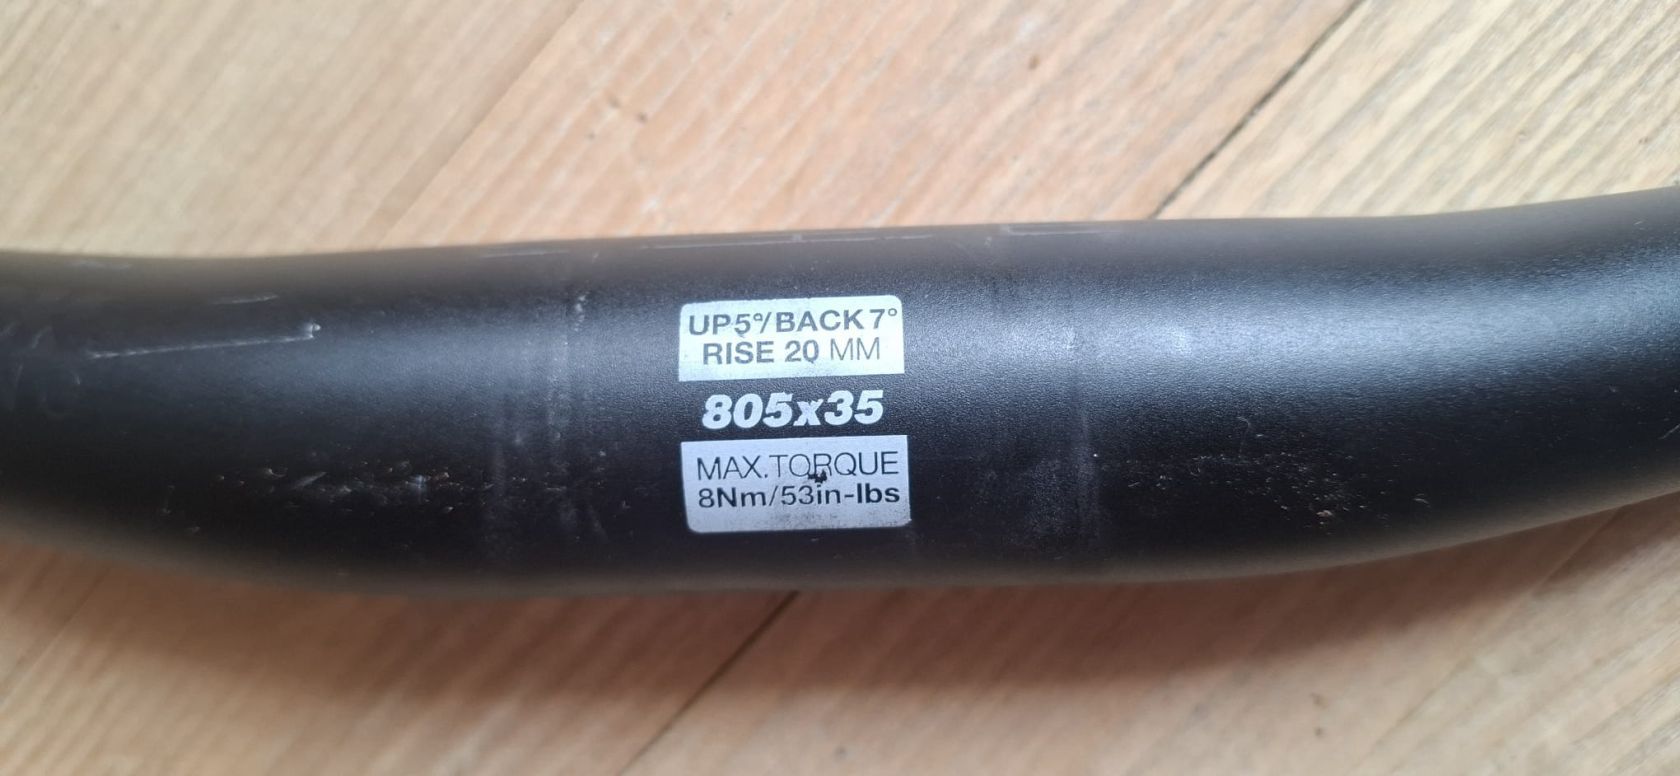 UP5°/BACK7°
RISE 20 MM
805x35
MAX.TORQUE
8Nm/53in-lbs